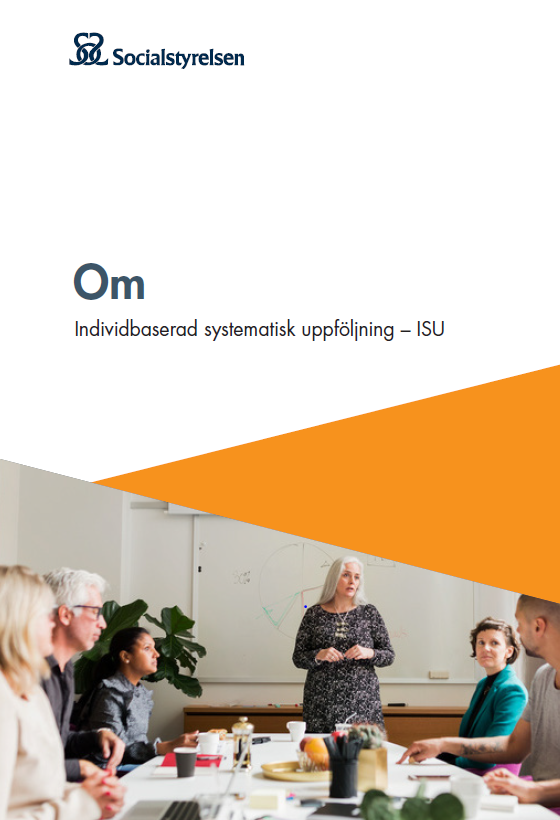 Socialstyrelsen
Om
Individbaserad systematisk uppföljning – ISU